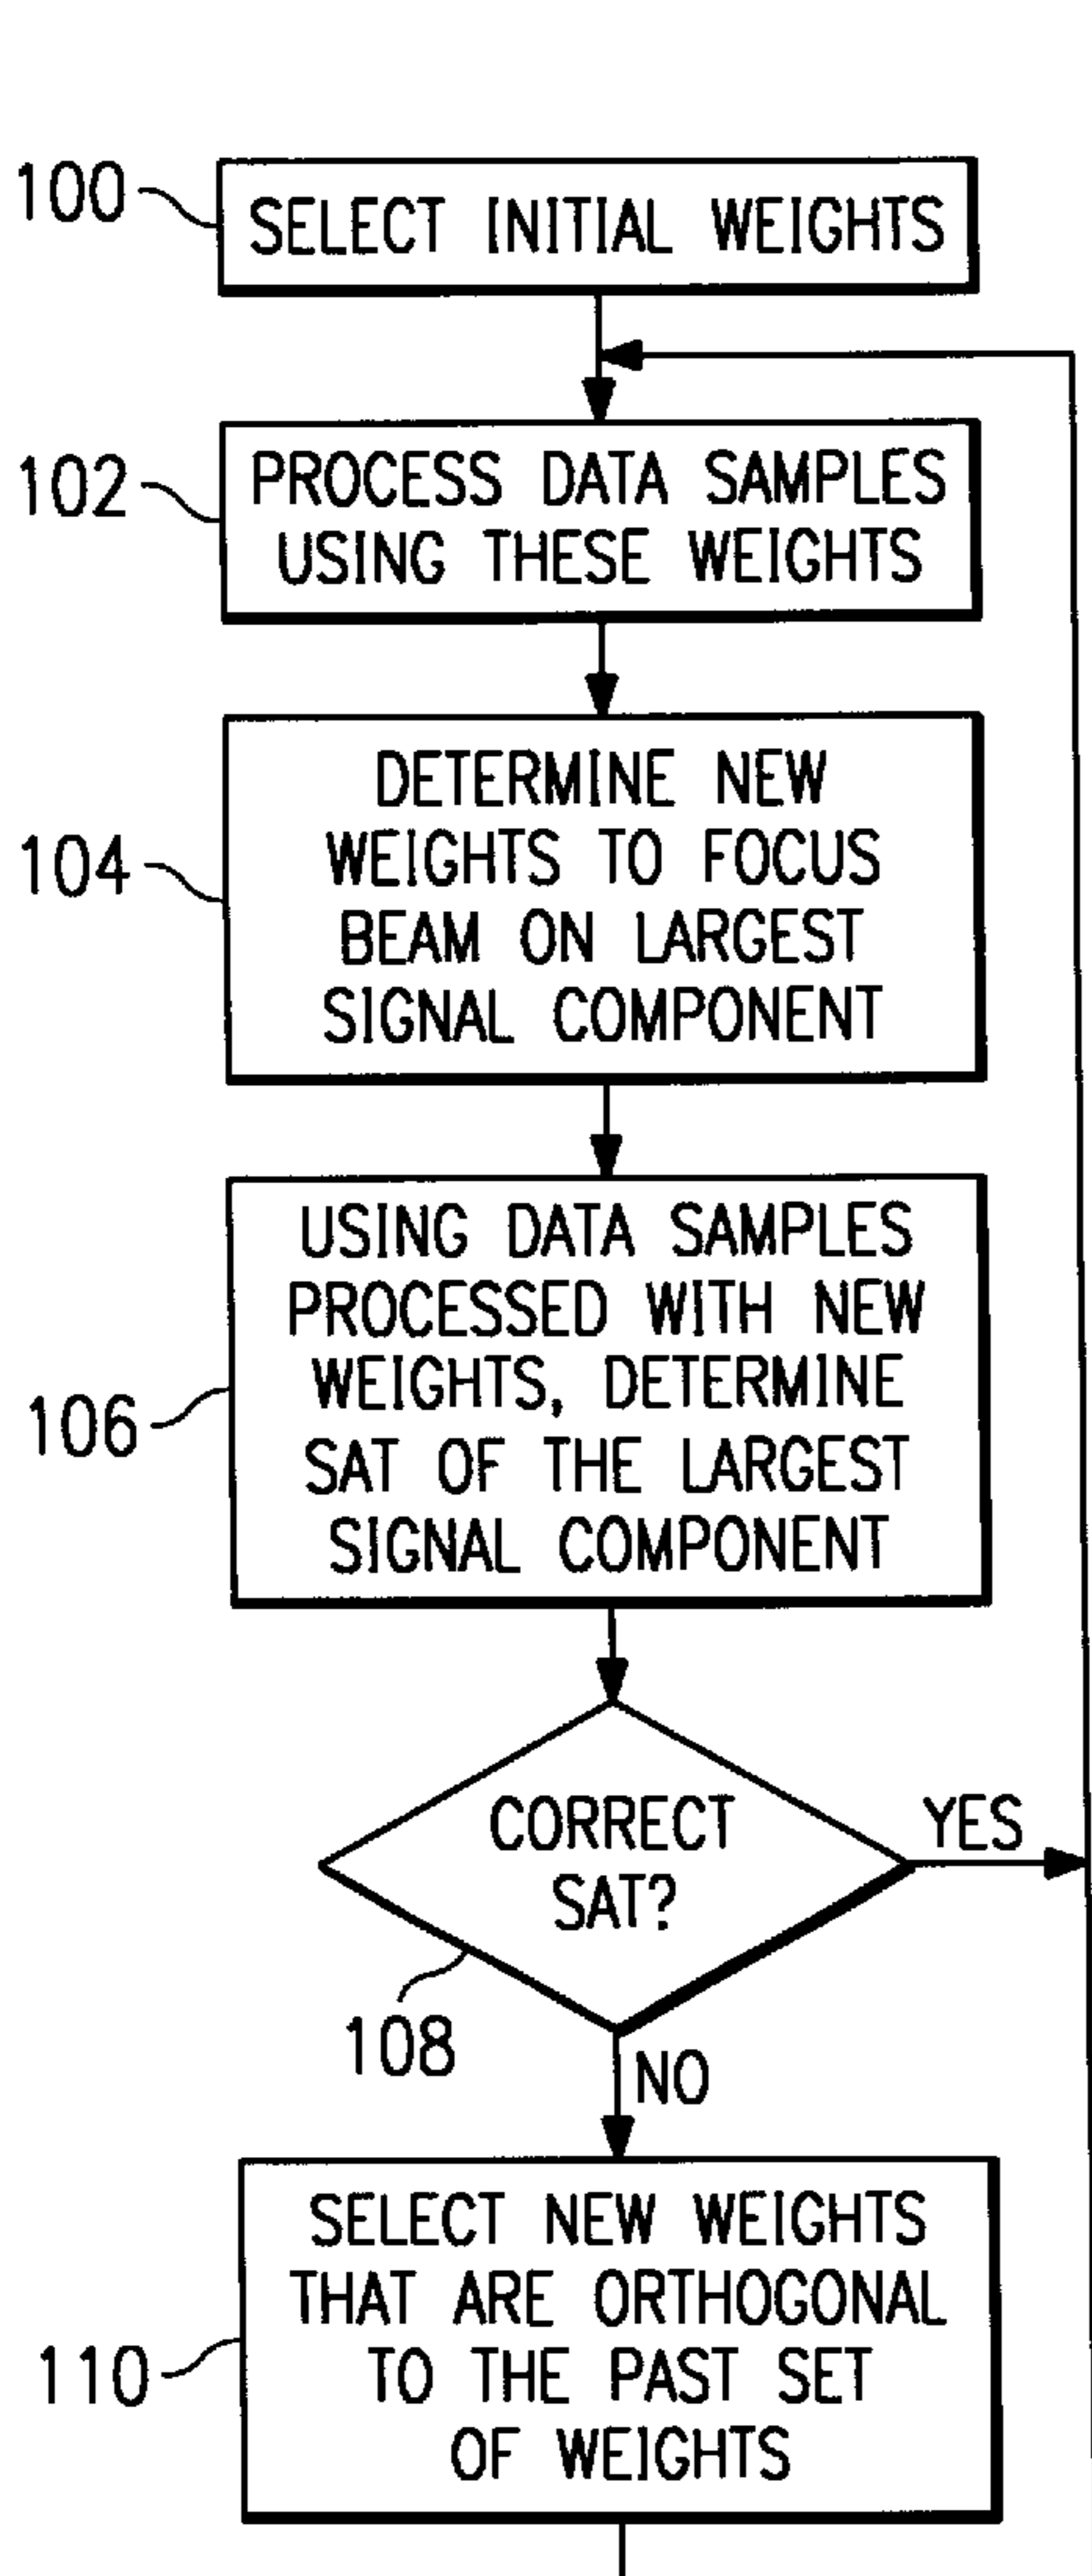 100
SELECT INITIAL WEIGHTS
102
PROCESS DATA SAMPLES
USING THESE WEIGHTS
104
DETERMINE NEW
WEIGHTS TO FOCUS
BEAM ON LARGEST
SIGNAL COMPONENT
106
USING DATA SAMPLES
PROCESSED WITH NEW
WEIGHTS, DETERMINE
SAT OF THE LARGEST
SIGNAL COMPONENT
CORRECT
SAT?
YES
108
NO
110
SELECT NEW WEIGHTS
THAT ARE ORTHOGONAL
TO THE PAST SET
OF WEIGHTS